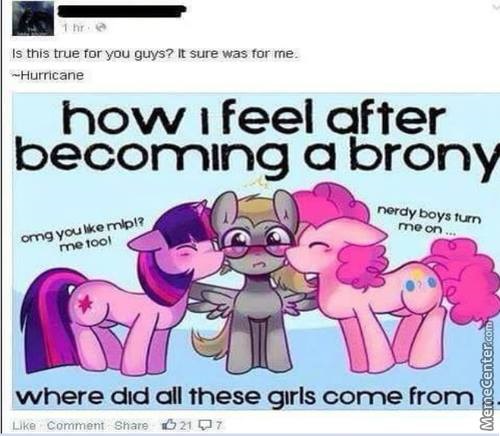 1 hr ·
Is this true for you guys? It sure was for me.
~Hurricane
how i feel after
becoming a brony
omg you like mlp!?
me too!
nerdy boys turn
me on ...
where did all these girls come from ..
Like · Comment · Share 21 7
MemeCenter.com